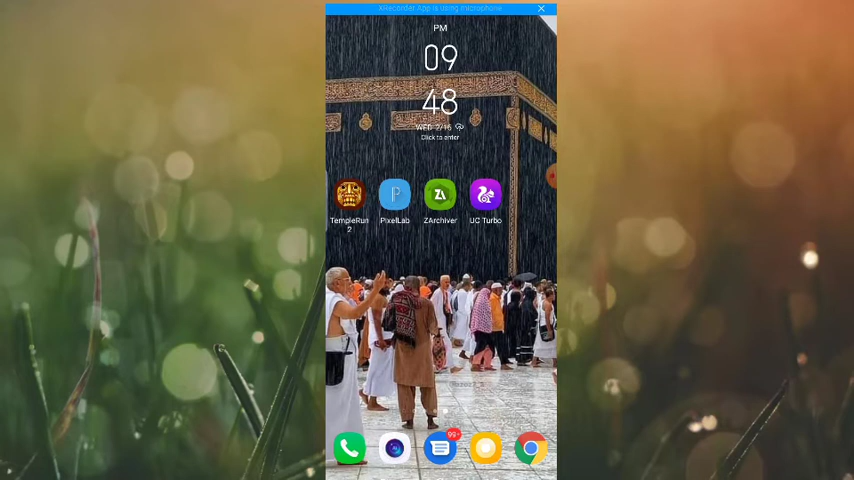 XRecorder App is using microphone
PM
09
48
WED 2/16
Click to enter
TempleRun 2
PixelLab
ZArchiver
UC Turbo
99+